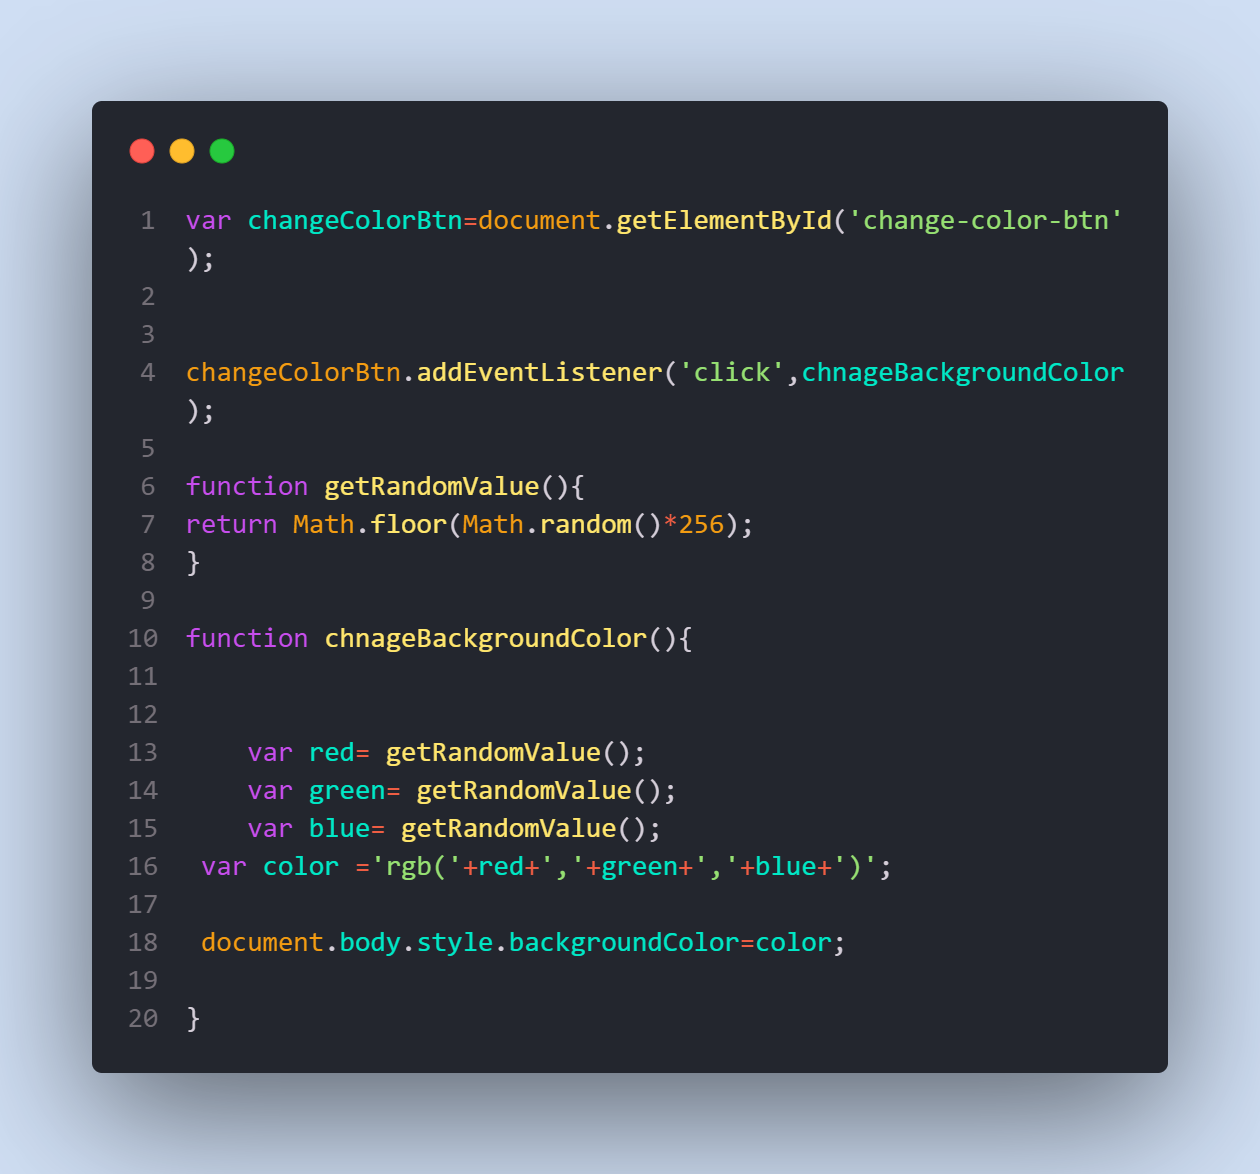 1 var changeColorBtn=document.getElementById('change-color-btn'
);
2
3
4 changeColorBtn.addEventListener('click',chnageBackgroundColor
);
5
6 function getRandomValue(){
7 return Math.floor(Math.random()*256);
8 }
9
10 function chnageBackgroundColor(){
11
12
13     var red= getRandomValue();
14     var green= getRandomValue();
15     var blue= getRandomValue();
16  var color ='rgb('+red+','+green+','+blue+')';
17
18  document.body.style.backgroundColor=color;
19
20 }